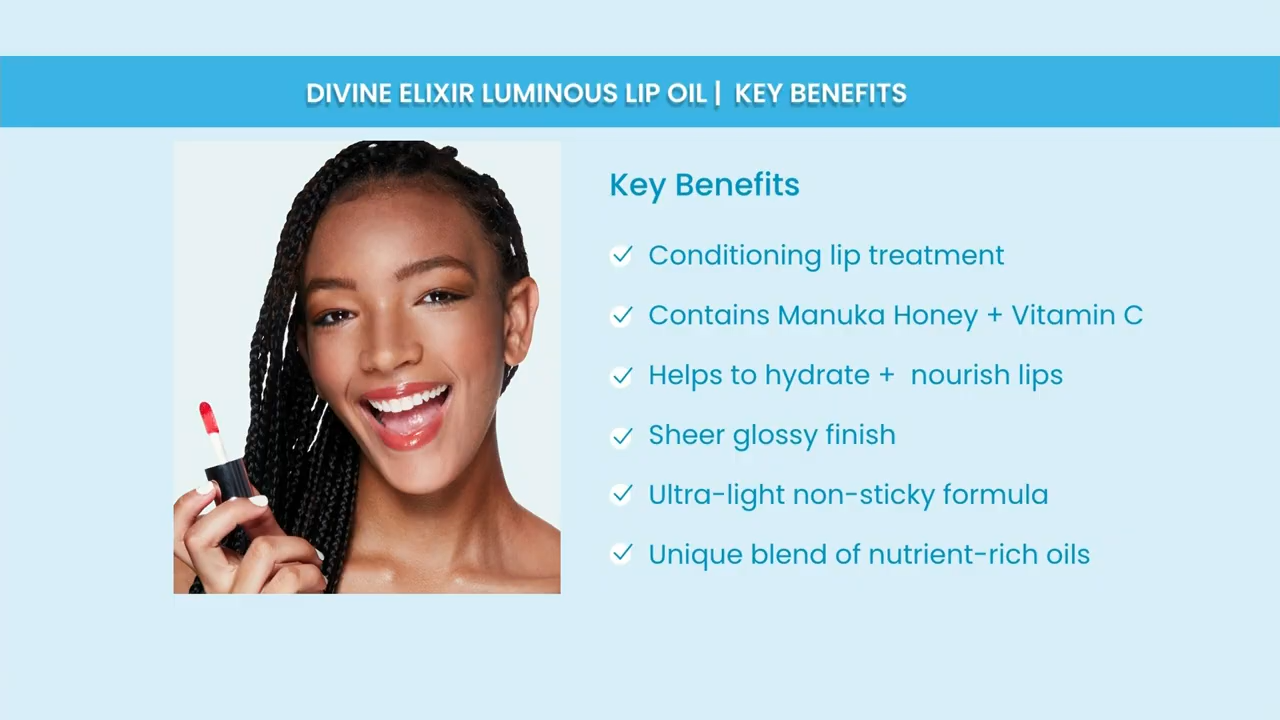 DIVINE ELIXIR LUMINOUS LIP OIL | KEY BENEFITS
Key Benefits
Conditioning lip treatment
Contains Manuka Honey + Vitamin C
Helps to hydrate + nourish lips
Sheer glossy finish
Ultra-light non-sticky formula
Unique blend of nutrient-rich oils